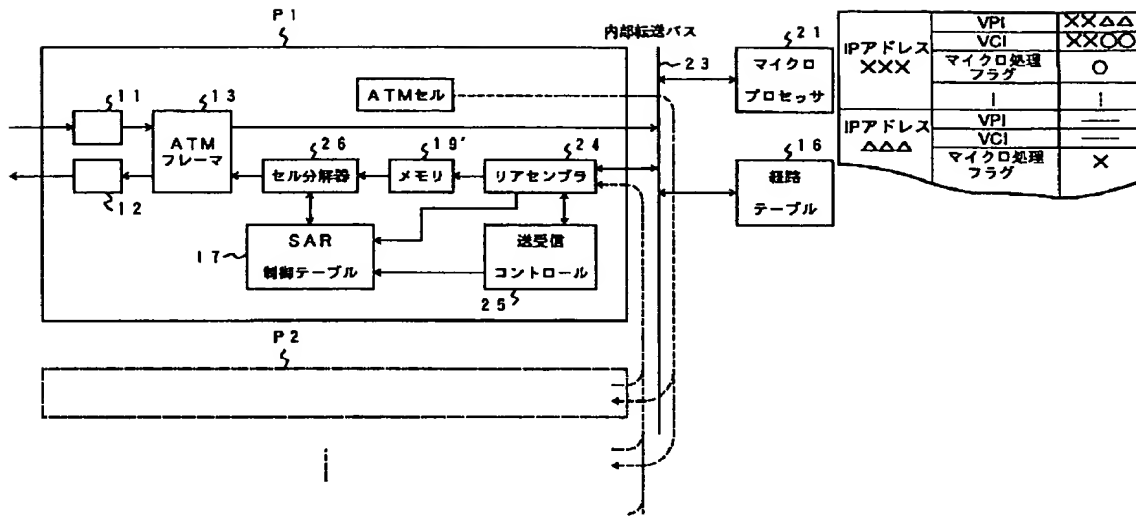 P1
内部転送バス
23
21
マイクロ
プロセッサ
16
経路
テーブル
ATMセル
11
13
ATM
フレーマ
12
26
セル分解器
19'
メモリ
24
リアセンブラ
17
SAR
制御テーブル
送受信
コントロール
25
P2
IPアドレス
×××
VPI
××△△
VCI
××○○
マイクロ処理
フラグ
○
IPアドレス
△△△
VPI
VCI
マイクロ処理
フラグ
×